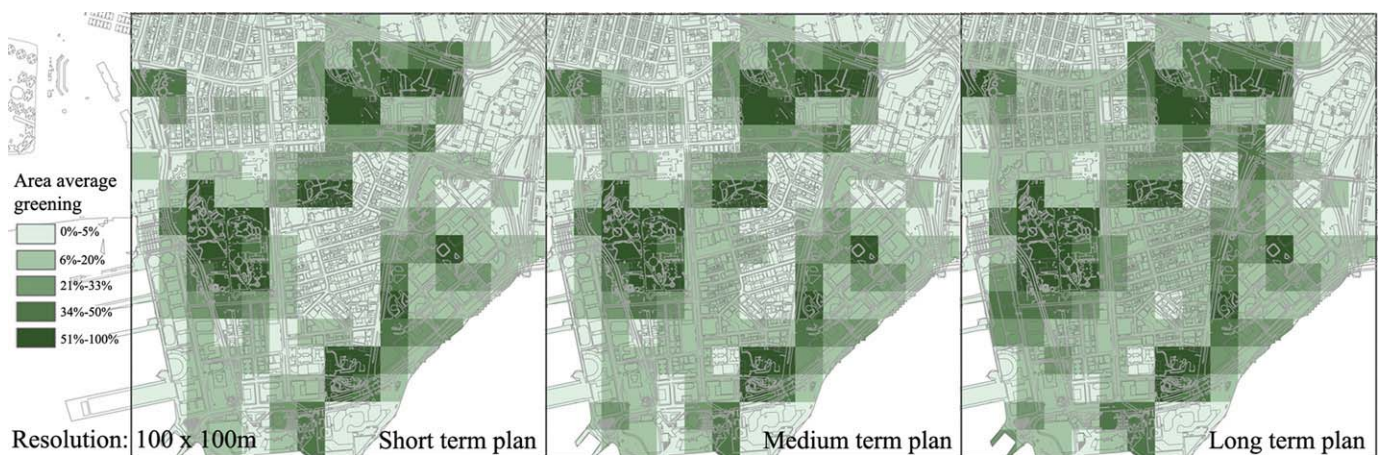 Area average
greening
0%-5%
6%-20%
21%-33%
34%-50%
51%-100%
Resolution: 100 x 100m
Short term plan
Medium term plan
Long term plan